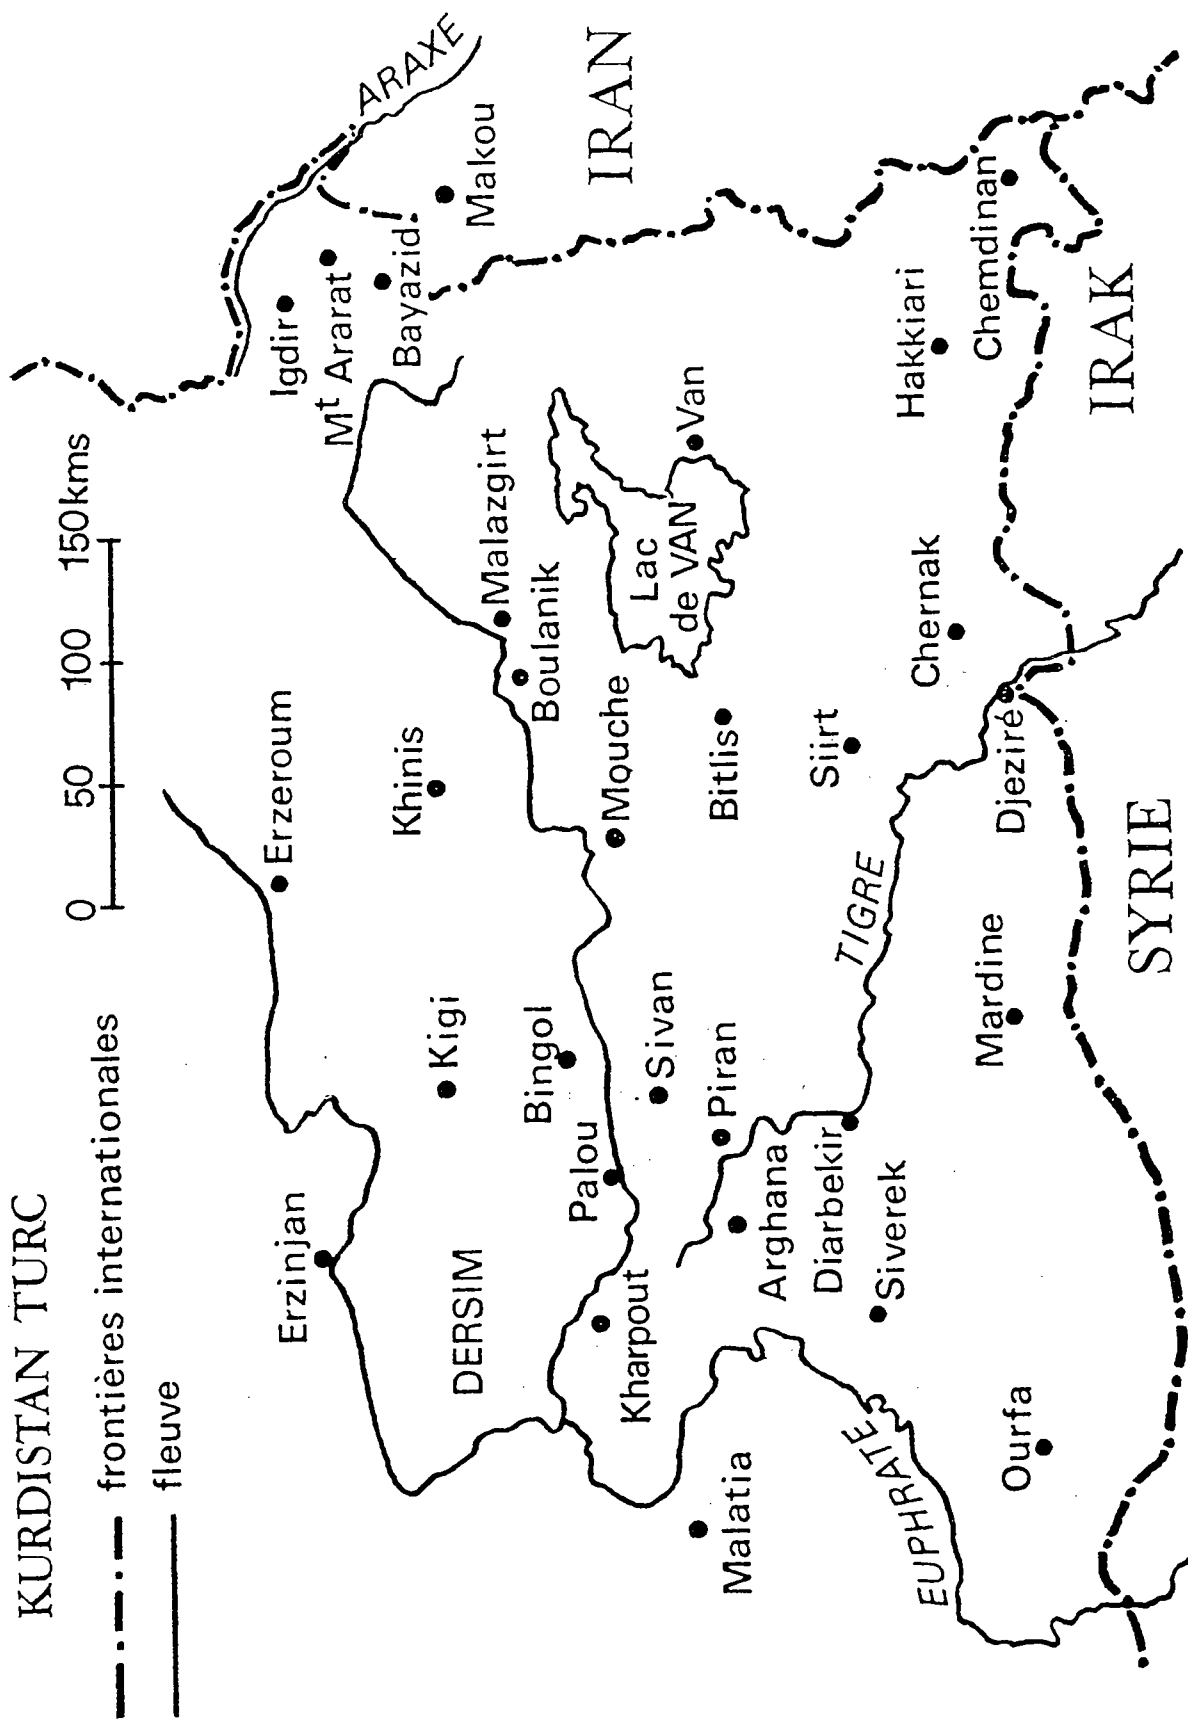 KURDISTAN TURC
frontières internationales
fleuve
0 50 100 150kms
ARAXE
Erzeroum
Igdir
Mt Ararat
Erzinjan
Bayazid
Makou
Khinis
Kigi
DERSIM
Malazgirt
Boulanik
Bingol
Palou
Mouche
Lac
de VAN
IRAN
Kharpout
Sivan
Van
Malatia
Piran
Bitlis
Arghana
Diarbekir
Siirt
TIGRE
Siverek
EUPHRATE
Chernak
Hakkiari
Chemdinan
Djeziré
Mardine
Ourfa
IRAK
SYRIE